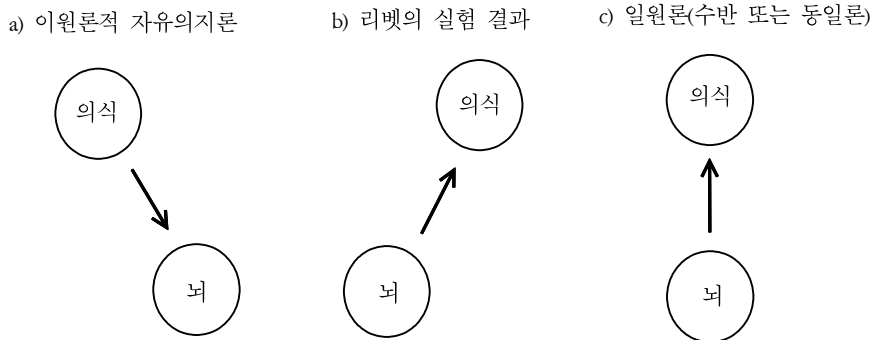 a) 이원론적 자유의지론
b) 리벳의 실험 결과
c) 일원론(수반 또는 동일론)
의식
의식
의식
뇌
뇌
뇌